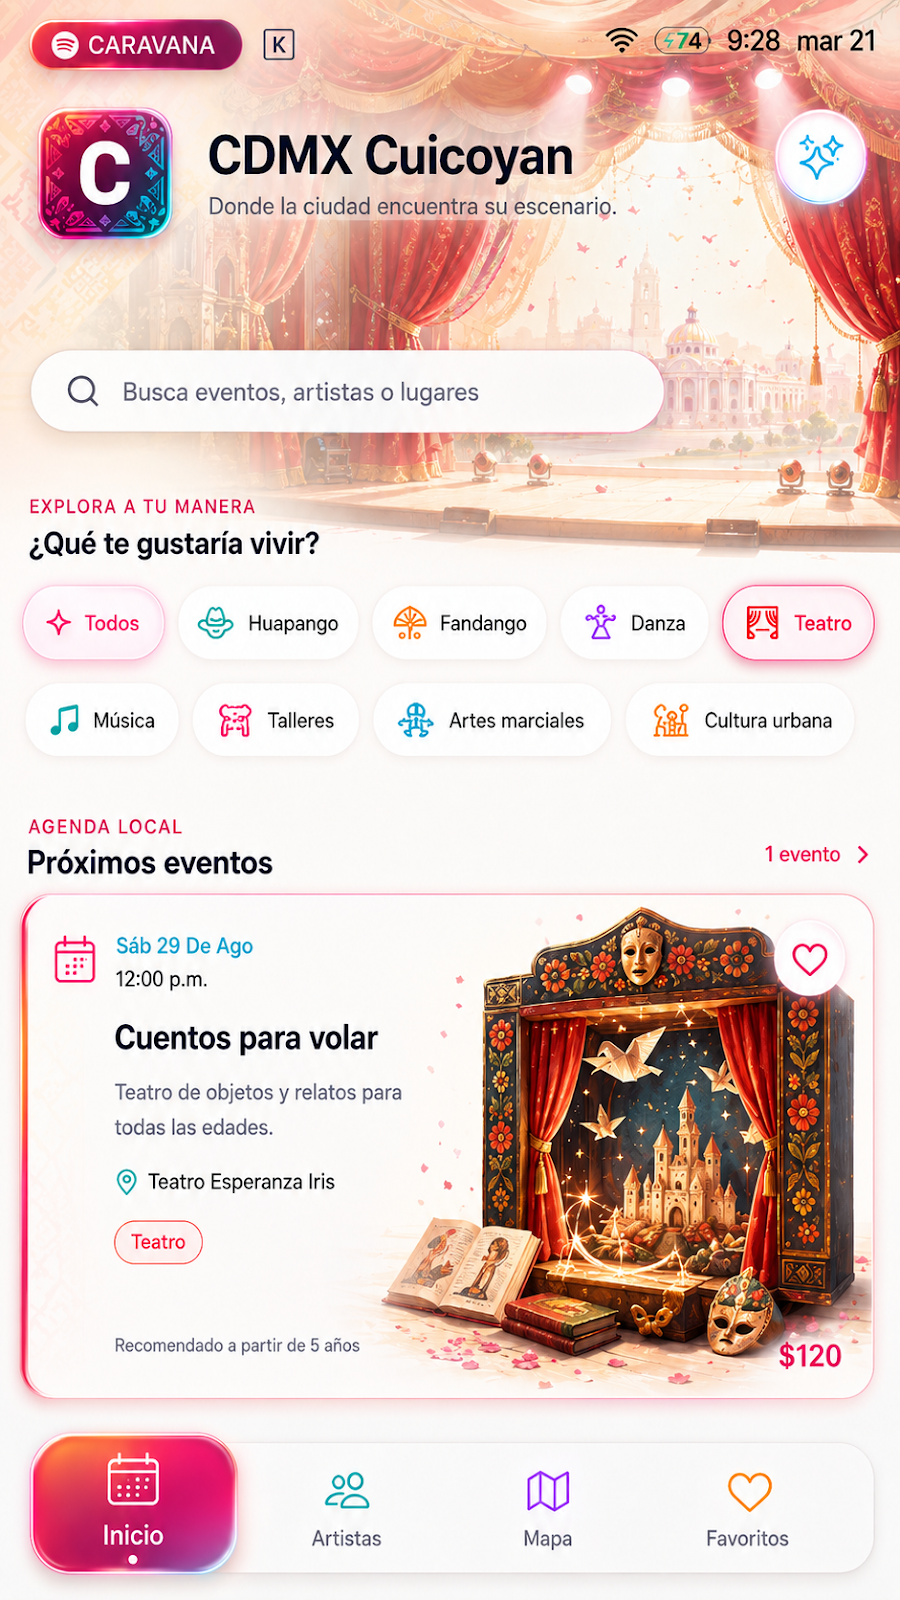 CARAVANA
K
74
9:28 mar 21
C
CDMX Cuicoyan
Donde la ciudad encuentra su escenario.
Busca eventos, artistas o lugares
EXPLORA A TU MANERA
¿Qué te gustaría vivir?
Todos
Huapango
Fandango
Danza
Teatro
Música
Talleres
Artes marciales
Cultura urbana
AGENDA LOCAL
Próximos eventos
1 evento
Sáb 29 De Ago
12:00 p.m.
Cuentos para volar
Teatro de objetos y relatos para
todas las edades.
Teatro Esperanza Iris
Teatro
Recomendado a partir de 5 años
$120
Inicio
Artistas
Mapa
Favoritos